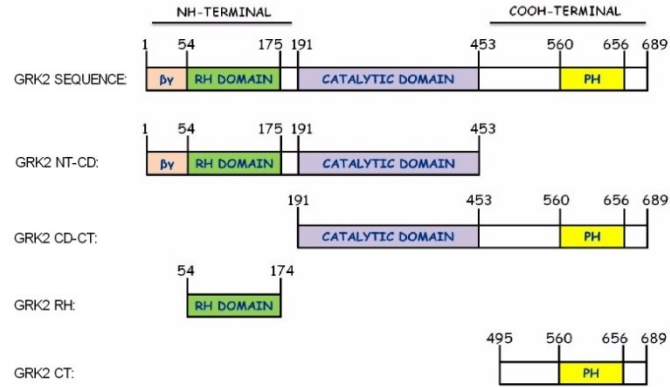 NH-TERMINAL COOH-TERMINAL
1 54 175 191 453 560 656 689
GRK2 SEQUENCE: βγ RH DOMAIN CATALYTIC DOMAIN PH
1 54 175 191 453
GRK2 NT-CD: βγ RH DOMAIN CATALYTIC DOMAIN
191 453 560 656 689
GRK2 CD-CT: CATALYTIC DOMAIN PH
54 174
GRK2 RH: RH DOMAIN
495 560 656 689
GRK2 CT: PH